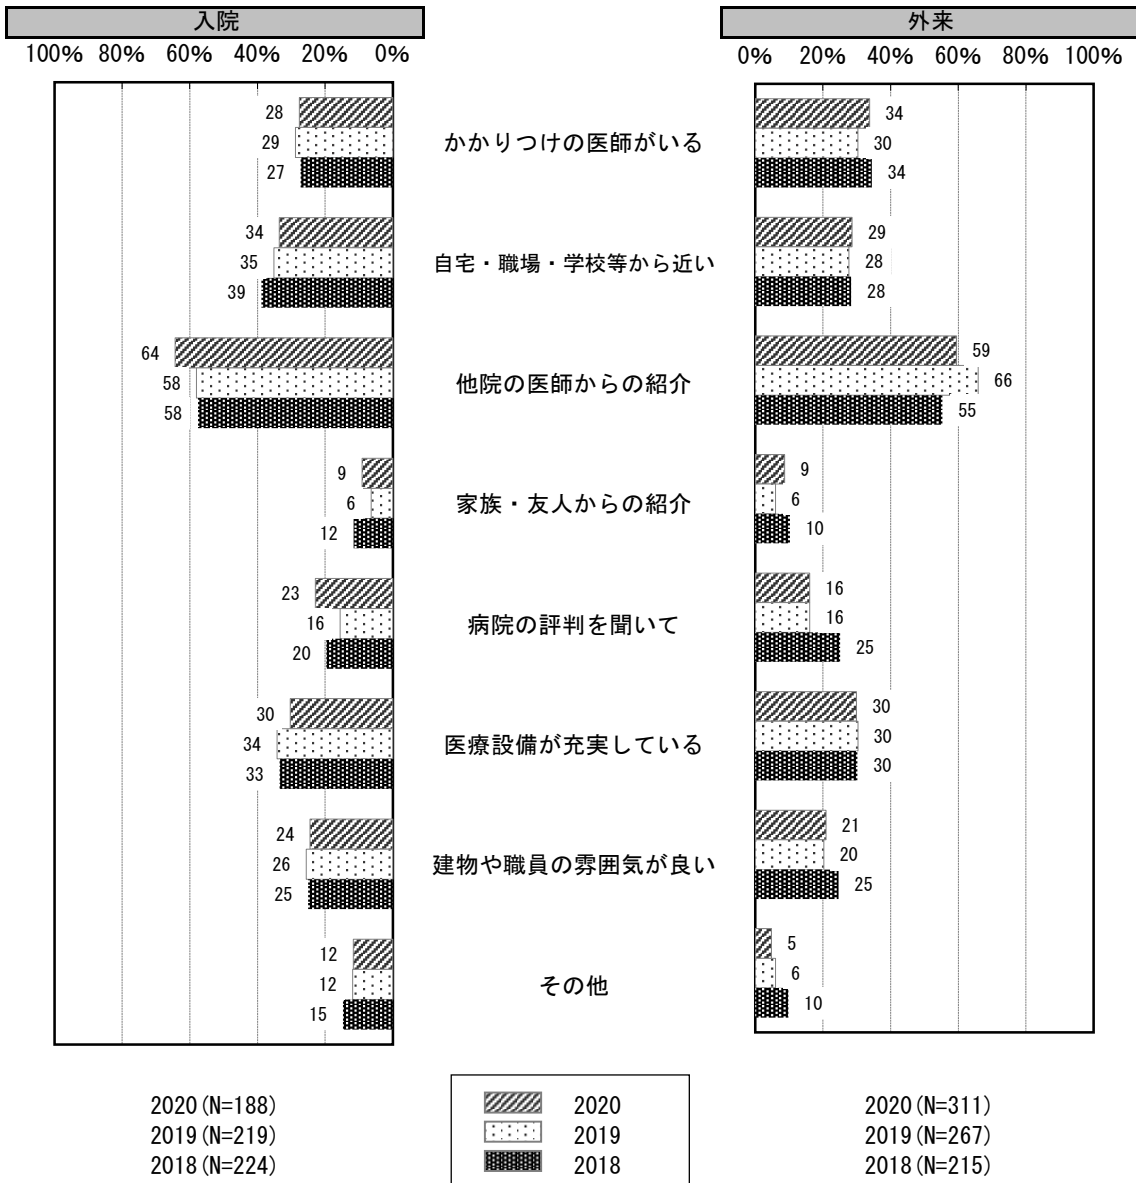 入院
外来
100% 80% 60% 40% 20% 0%
0% 20% 40% 60% 80% 100%
28 かかりつけの医師がいる 34
29 30
27 34
34 自宅・職場・学校等から近い 29
35 28
39 28
64 他院の医師からの紹介 59
58 66
58 55
9 家族・友人からの紹介 9
6 6
12 10
23 病院の評判を聞いて 16
16 16
20 25
30 医療設備が充実している 30
34 30
33 30
24 建物や職員の雰囲気が良い 21
26 20
25 25
12 その他 5
12 6
15 10
2020(N=188) 2020 2020(N=311)
2019(N=219) 2019 2019(N=267)
2018(N=224) 2018 2018(N=215)